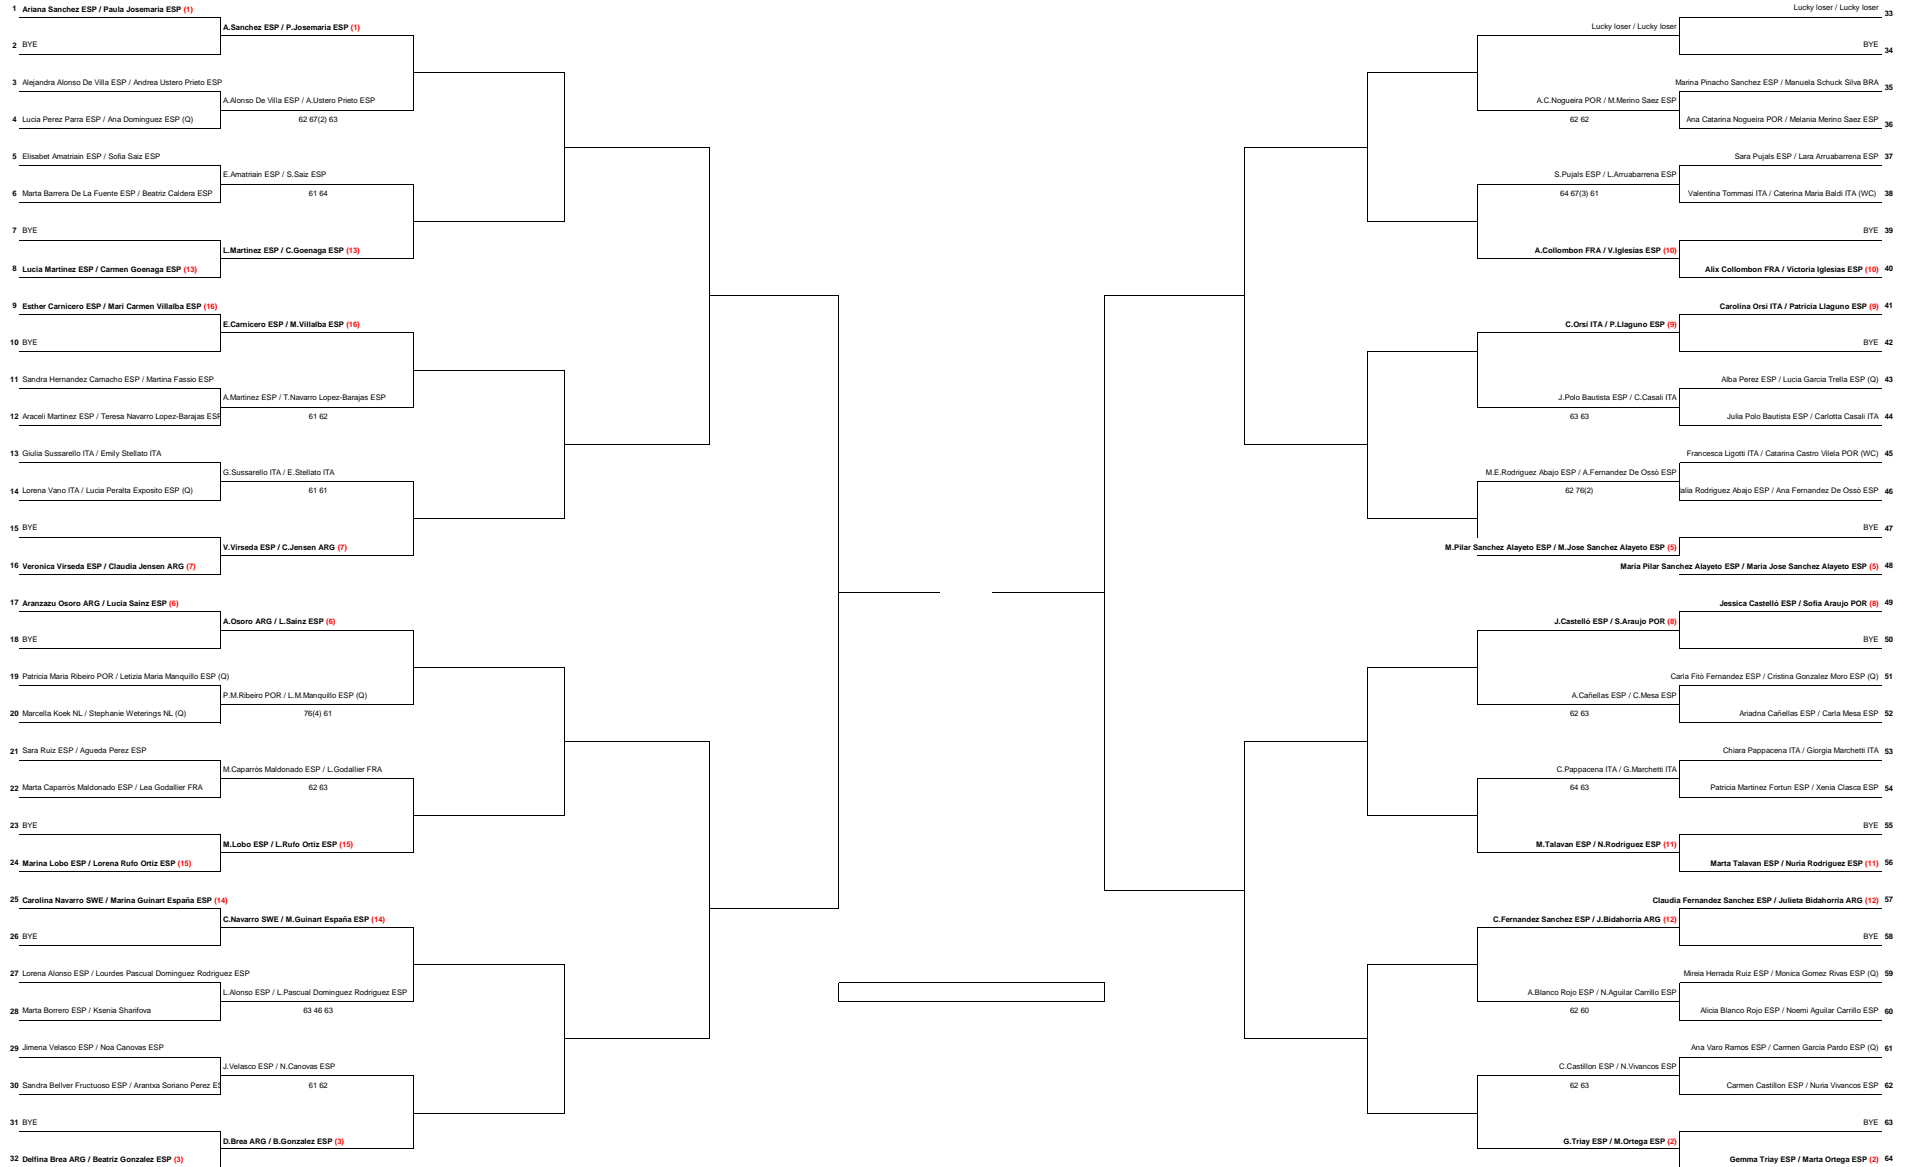 1 Ariana Sanchez ESP / Paula Josemaria ESP (1)
A.Sanchez ESP / P.Josemaria ESP (1)
2 BYE
3 Alejandra Alonso De Villa ESP / Andrea Ustero Prieto ESP
A.Alonso De Villa ESP / A.Ustero Prieto ESP
4 Lucia Perez Parra ESP / Ana Dominguez ESP (Q)
62 67(2) 63
5 Elisabet Amatriain ESP / Sofia Saiz ESP
E.Amatriain ESP / S.Saiz ESP
6 Marta Barrera De La Fuente ESP / Beatriz Caldera ESP
61 64
7 BYE
L.Martinez ESP / C.Goenaga ESP (13)
8 Lucia Martinez ESP / Carmen Goenaga ESP (13)
9 Esther Carnicero ESP / Mari Carmen Villalba ESP (16)
E.Carnicero ESP / M.Villalba ESP (16)
10 BYE
11 Sandra Hernandez Camacho ESP / Martina Fassio ESP
A.Martinez ESP / T.Navarro Lopez-Barajas ESP
12 Araceli Martinez ESP / Teresa Navarro Lopez-Barajas ESP
61 62
13 Giulia Sussarello ITA / Emily Stellato ITA
G.Sussarello ITA / E.Stellato ITA
14 Lorena Vano ITA / Lucia Peralta Exposito ESP (Q)
61 61
15 BYE
V.Virseda ESP / C.Jensen ARG (7)
16 Veronica Virseda ESP / Claudia Jensen ARG (7)
17 Aranzazu Osoro ARG / Lucia Sainz ESP (6)
A.Osoro ARG / L.Sainz ESP (6)
18 BYE
19 Patricia Maria Ribeiro POR / Letizia Maria Manquillo ESP (Q)
P.M.Ribeiro POR / L.M.Manquillo ESP (Q)
20 Marcella Koek NL / Stephanie Weterings NL (Q)
76(4) 61
21 Sara Ruiz ESP / Agueda Perez ESP
M.Caparròs Maldonado ESP / L.Godallier FRA
22 Marta Caparròs Maldonado ESP / Lea Godallier FRA
62 63
23 BYE
M.Lobo ESP / L.Rufo Ortiz ESP (15)
24 Marina Lobo ESP / Lorena Rufo Ortiz ESP (15)
25 Carolina Navarro SWE / Marina Guinart España ESP (14)
C.Navarro SWE / M.Guinart España ESP (14)
26 BYE
27 Lorena Alonso ESP / Lourdes Pascual Dominguez Rodriguez ESP
L.Alonso ESP / L.Pascual Dominguez Rodriguez ESP
28 Marta Borrero ESP / Ksenia Sharifova
63 46 63
29 Jimena Velasco ESP / Noa Canovas ESP
J.Velasco ESP / N.Canovas ESP
30 Sandra Bellver Fructuoso ESP / Arantxa Soriano Perez ES
61 62
31 BYE
D.Brea ARG / B.Gonzalez ESP (3)
32 Delfina Brea ARG / Beatriz Gonzalez ESP (3)
Lucky loser / Lucky loser 33
Lucky loser / Lucky loser
BYE 34
Marina Pinacho Sanchez ESP / Manuela Schuck Silva BRA 35
A.C.Nogueira POR / M.Merino Saez ESP
62 62
Ana Catarina Nogueira POR / Melania Merino Saez ESP 36
Sara Pujals ESP / Lara Arruabarrena ESP 37
S.Pujals ESP / L.Arruabarrena ESP
64 67(3) 61
Valentina Tommasi ITA / Caterina Maria Baldi ITA (WC) 38
BYE 39
A.Collombon FRA / V.Iglesias ESP (10)
Alix Collombon FRA / Victoria Iglesias ESP (10) 40
Carolina Orsi ITA / Patricia Llaguno ESP (9) 41
C.Orsi ITA / P.Llaguno ESP (9)
BYE 42
Alba Perez ESP / Lucia Garcia Trella ESP (Q) 43
J.Polo Bautista ESP / C.Casali ITA
63 63
Julia Polo Bautista ESP / Carlotta Casali ITA 44
Francesca Ligotti ITA / Catarina Castro Vilela POR (WC) 45
M.E.Rodriguez Abajo ESP / A.Fernandez De Ossò ESP
62 76(2)
alia Rodriguez Abajo ESP / Ana Fernandez De Ossò ESP 46
BYE 47
M.Pilar Sanchez Alayeto ESP / M.Jose Sanchez Alayeto ESP (5)
Maria Pilar Sanchez Alayeto ESP / Maria Jose Sanchez Alayeto ESP (5) 48
Jessica Castelló ESP / Sofia Araujo POR (8) 49
J.Castellò ESP / S.Araujo POR (8)
BYE 50
Carla Fitò Fernandez ESP / Cristina Gonzalez Moro ESP (Q) 51
A.Cañellas ESP / C.Mesa ESP
62 63
Ariadna Cañellas ESP / Carla Mesa ESP 52
Chiara Pappacena ITA / Giorgia Marchetti ITA 53
C.Pappacena ITA / G.Marchetti ITA
64 63
Patricia Martinez Fortun ESP / Xenia Clasca ESP 54
BYE 55
M.Talavan ESP / N.Rodriguez ESP (11)
Marta Talavan ESP / Nuria Rodriguez ESP (11) 56
Claudia Fernandez Sanchez ESP / Julieta Bidahorria ARG (12) 57
C.Fernandez Sanchez ESP / J.Bidahorria ARG (12)
BYE 58
Mireia Herrada Ruiz ESP / Monica Gomez Rivas ESP (Q) 59
A.Blanco Rojo ESP / N.Aguilar Carrillo ESP
62 60
Alicia Blanco Rojo ESP / Noemi Aguilar Carrillo ESP 60
Ana Varo Ramos ESP / Carmen Garcia Pardo ESP (Q) 61
C.Castillon ESP / N.Vivancos ESP
62 63
Carmen Castillon ESP / Nuria Vivancos ESP 62
BYE 63
G.Triay ESP / M.Ortega ESP (2)
Gemma Triay ESP / Marta Ortega ESP (2) 64